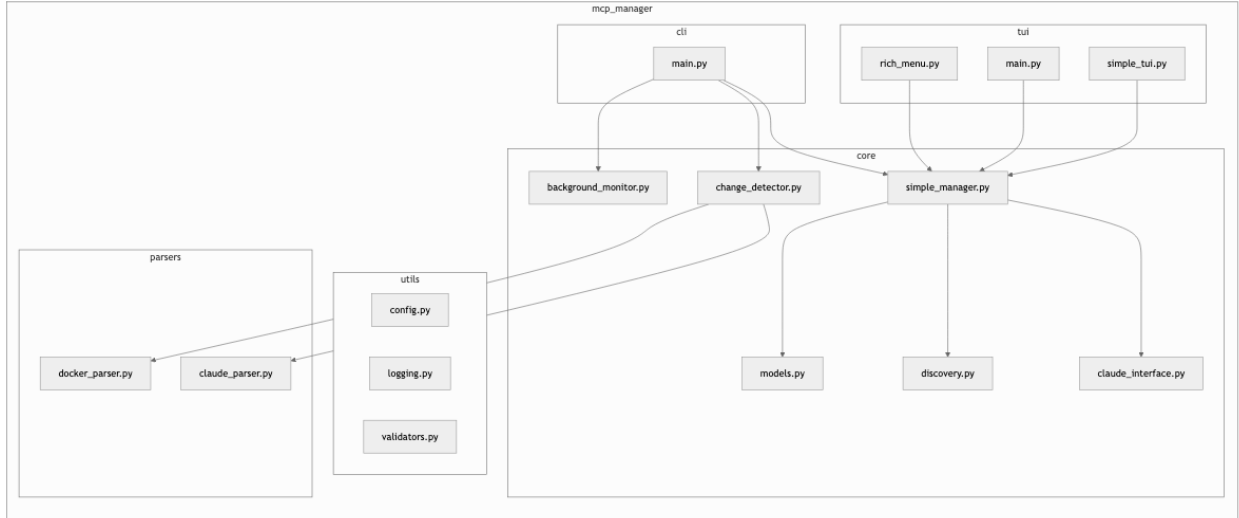 mcp_manager
cli
tui
main.py
rich_menu.py
main.py
simple_tui.py
core
background_monitor.py
change_detector.py
simple_manager.py
parsers
utils
config.py
docker_parser.py
claude_parser.py
logging.py
models.py
discovery.py
claude_interface.py
validators.py